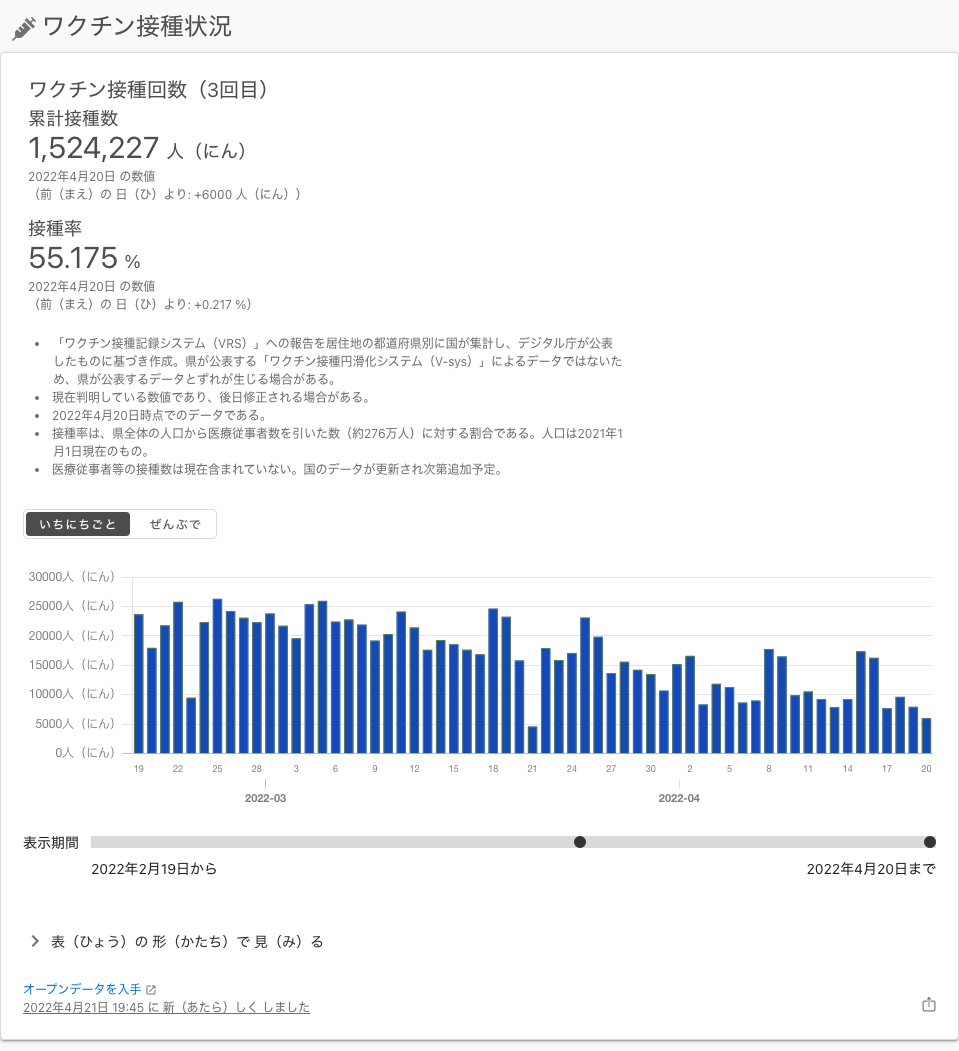 ワクチン接種状況
ワクチン接種回数（3回目）
累計接種数
1,524,227 人（にん）
2022年4月20日 の数値
（前（まえ）の 日（ひ）より: +6000 人（にん））
接種率
55.175 %
2022年4月20日 の数値
（前（まえ）の 日（ひ）より: +0.217 %）
• 「ワクチン接種記録システム（VRS）」への報告を居住地の都道府県別に国が集計し、デジタル庁が公表
したものに基づき作成。県が公表する「ワクチン接種円滑化システム（V-sys）」によるデータではないた
め、県が公表するデータとずれが生じる場合がある。
• 現在判明している数値であり、後日修正される場合がある。
• 2022年4月20日時点でのデータである。
• 接種率は、県全体の人口から医療従事者数を引いた数（約276万人）に対する割合である。人口は2021年1
月1日現在のもの。
• 医療従事者等の接種数は現在含まれていない。国のデータが更新され次第追加予定。
いちにちごと ぜんぶで
30000人（にん）
25000人（にん）
20000人（にん）
15000人（にん）
10000人（にん）
5000人（にん）
0人（にん）
19 22 25 28 3 6 9 12 15 18 21 24 27 30 2 5 8 11 14 17 20
2022-03 2022-04
表示期間
2022年2月19日から 2022年4月20日まで
表（ひょう）の 形（かたち）で 見（み）る
オープンデータを入手
2022年4月21日 19:45 に 新（あたら）しく しました